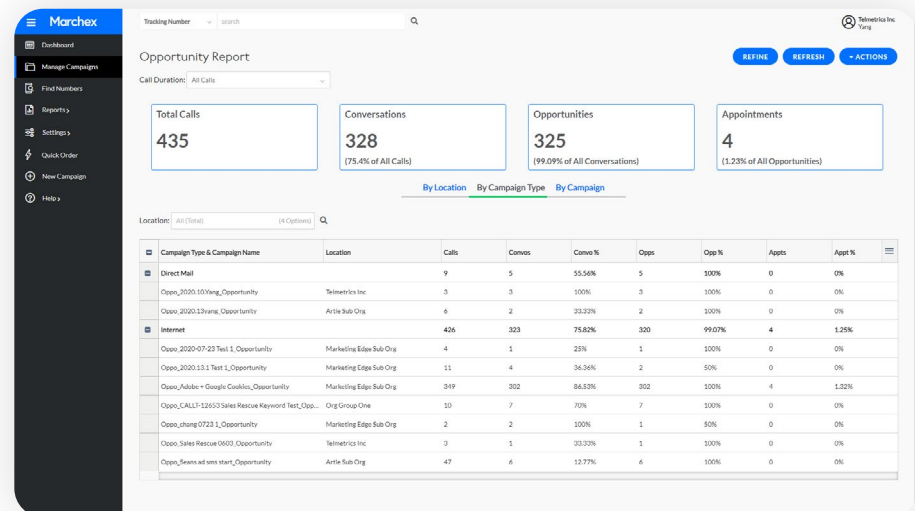 Marchex
Tracking Number
search
Telmetrics Inc
Yang
Dashboard
Manage Campaigns
Find Numbers
Reports >
Settings >
Quick Order
New Campaign
Help >
Opportunity Report
REFINE
REFRESH
ACTIONS
Call Duration: All Calls
Total Calls
435
Conversations
328
(75.4% of All Calls)
Opportunities
325
(99.09% of All Conversations)
Appointments
4
(1.23% of All Opportunities)
By Location By Campaign Type By Campaign
Location: All (Total) (4 Options)
Campaign Type & Campaign Name Location Calls Convos Convo % Opps Opp % Appts Appt %
Direct Mail 9 5 55.56% 5 100% 0 0%
Oppo_2020.10.Yang_Opportunity Telmetrics Inc 3 3 100% 3 100% 0 0%
Oppo_2020.13yang_Opportunity Artie Sub Org 6 2 33.33% 2 100% 0 0%
Internet 426 323 75.82% 320 99.07% 4 1.25%
Oppo_2020-07-23 Test 1_Opportunity Marketing Edge Sub Org 4 1 25% 1 100% 0 0%
Oppo_2020.13.1 Test 1_Opportunity Marketing Edge Sub Org 11 4 36.36% 2 50% 0 0%
Oppo_Adobe + Google Cookies_Opportunity Marketing Edge Sub Org 349 302 86.53% 302 100% 4 1.32%
Oppo_CALLT-12653 Sales Rescue Keyword Test_Opp... Org Group One 10 7 70% 7 100% 0 0%
Oppo_chang 0723 1_Opportunity Marketing Edge Sub Org 2 2 100% 1 50% 0 0%
Oppo_Sales Rescue 0603_Opportunity Telmetrics Inc 3 1 33.33% 1 100% 0 0%
Oppo_Seans ad sms start_Opportunity Artie Sub Org 47 6 12.77% 6 100% 0 0%